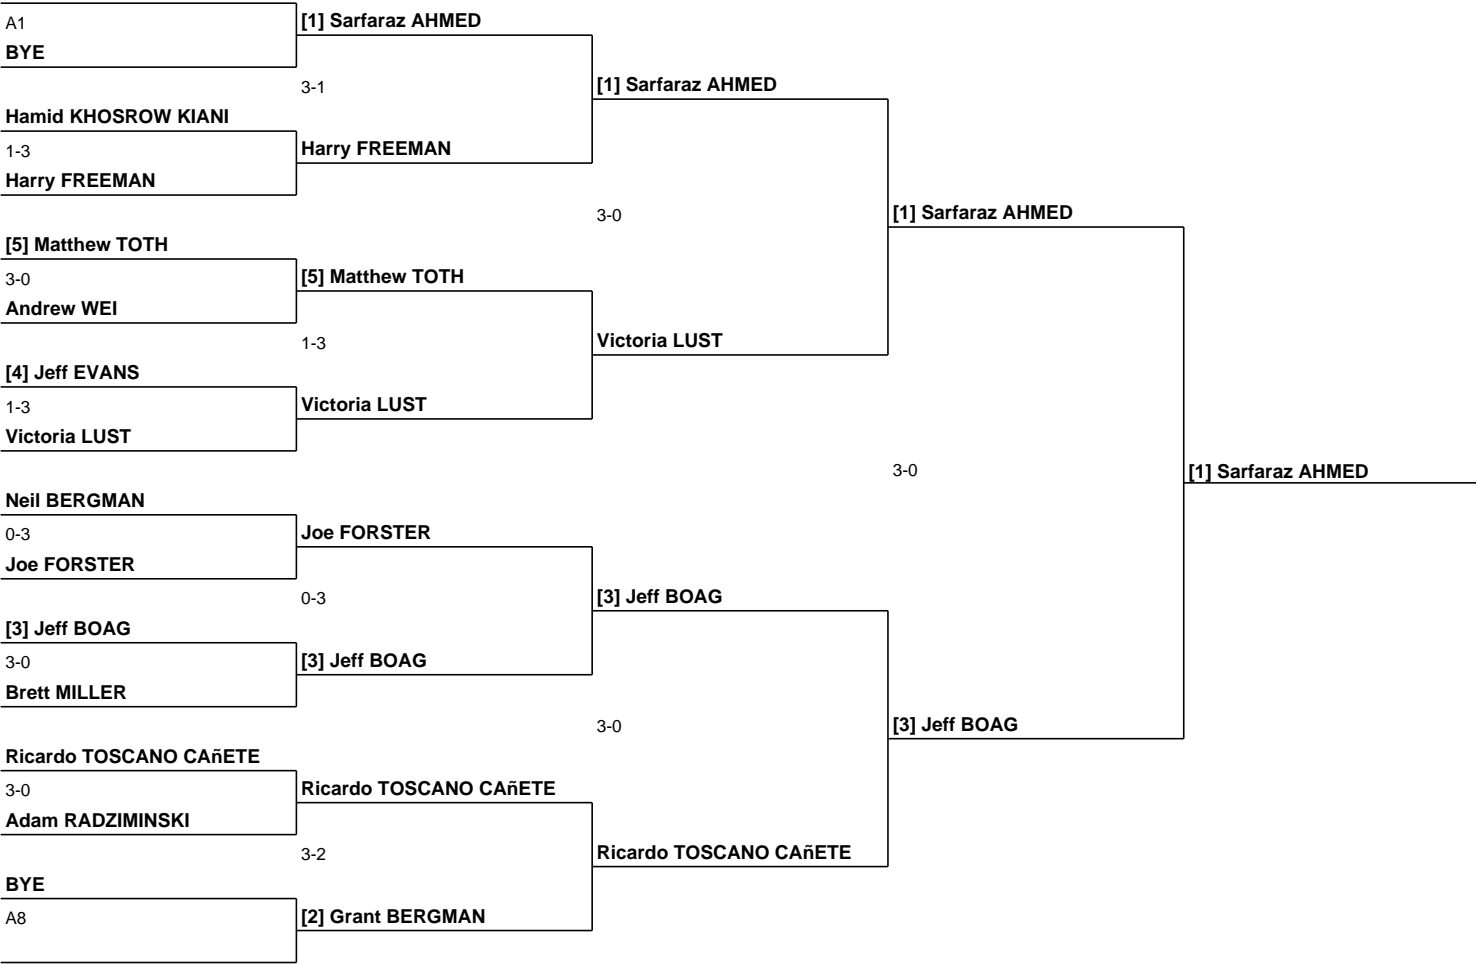 A1
BYE
Hamid KHOSROW KIANI
1-3
Harry FREEMAN
[5] Matthew TOTH
3-0
Andrew WEI
[4] Jeff EVANS
1-3
Victoria LUST
Neil BERGMAN
0-3
Joe FORSTER
[3] Jeff BOAG
3-0
Brett MILLER
Ricardo TOSCANO CAñETE
3-0
Adam RADZIMINSKI
BYE
A8
[1] Sarfaraz AHMED
3-1
Harry FREEMAN
[5] Matthew TOTH
1-3
Victoria LUST
Joe FORSTER
0-3
[3] Jeff BOAG
Ricardo TOSCANO CAñETE
3-2
[2] Grant BERGMAN
[1] Sarfaraz AHMED
3-0
Victoria LUST
[3] Jeff BOAG
3-0
Ricardo TOSCANO CAñETE
[1] Sarfaraz AHMED
3-0
[3] Jeff BOAG
[1] Sarfaraz AHMED